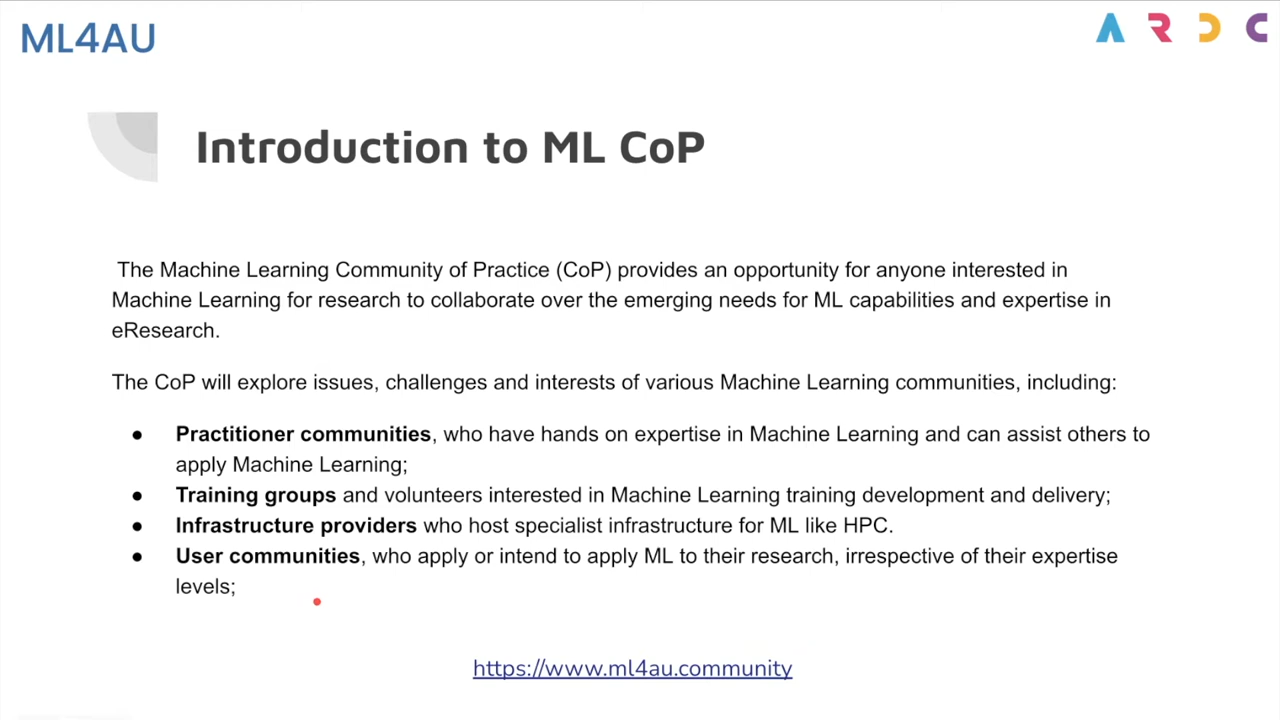 ML4AU
ARDC
Introduction to ML CoP
The Machine Learning Community of Practice (CoP) provides an opportunity for anyone interested in
Machine Learning for research to collaborate over the emerging needs for ML capabilities and expertise in
eResearch.
The CoP will explore issues, challenges and interests of various Machine Learning communities, including:
● Practitioner communities, who have hands on expertise in Machine Learning and can assist others to
apply Machine Learning;
● Training groups and volunteers interested in Machine Learning training development and delivery;
● Infrastructure providers who host specialist infrastructure for ML like HPC.
● User communities, who apply or intend to apply ML to their research, irrespective of their expertise
levels;
https://www.ml4au.community